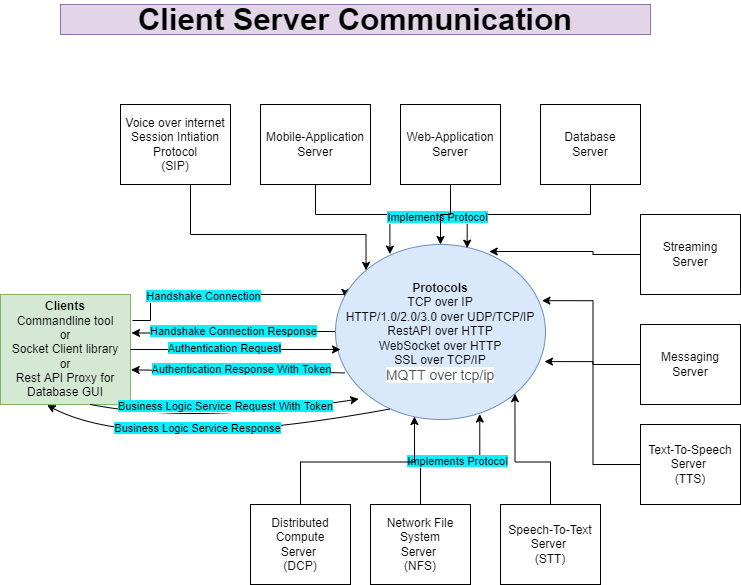 Client Server Communication
Voice over internet
Session Intiation
Protocol
(SIP)
Mobile-Application
Server
Web-Application
Server
Database
Server
Implements Protocol
Streaming
Server
Protocols
TCP over IP
HTTP/1.0/2.0/3.0 over UDP/TCP/IP
RestAPI over HTTP
WebSocket over HTTP
SSL over TCP/IP
MQTT over tcp/ip
Clients
Commandline tool
or
Socket Client library
or
Rest API Proxy for
Database GUI
Handshake Connection
Handshake Connection Response
Authentication Request
Authentication Response With Token
Business Logic Service Request With Token
Business Logic Service Response
Messaging
Server
Text-To-Speech
Server
(TTS)
Implements Protocol
Distributed
Compute
Server
(DCP)
Network File
System
Server
(NFS)
Speech-To-Text
Server
(STT)